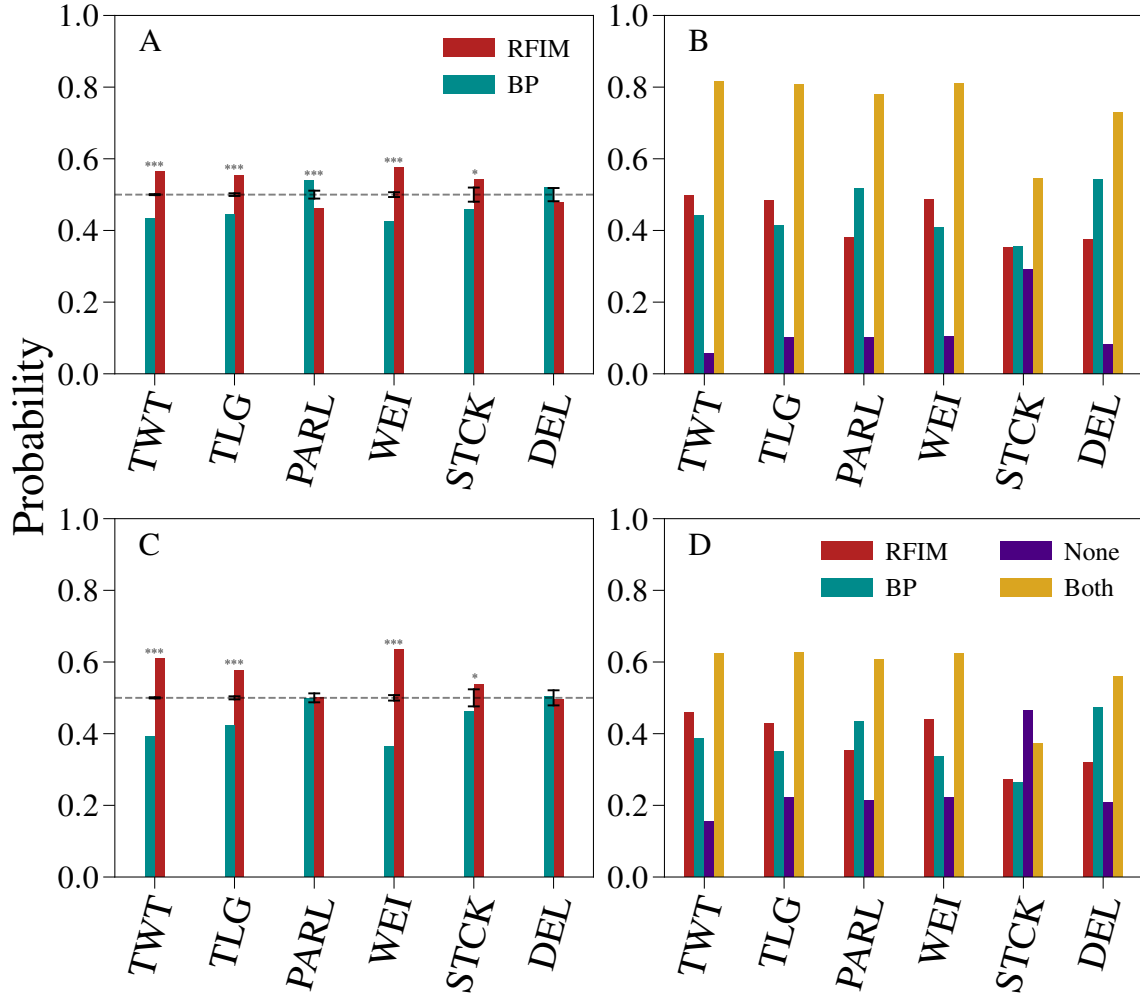 Probability
A
RFIM
BP
1.0
0.8
0.6
0.4
0.2
0.0
***
***
***
***
*
TWT
TLG
PARL
WEI
STCK
DEL
B
1.0
0.8
0.6
0.4
0.2
0.0
TWT
TLG
PARL
WEI
STCK
DEL
C
1.0
0.8
0.6
0.4
0.2
0.0
***
***
***
*
TWT
TLG
PARL
WEI
STCK
DEL
D
RFIM
BP
None
Both
1.0
0.8
0.6
0.4
0.2
0.0
TWT
TLG
PARL
WEI
STCK
DEL